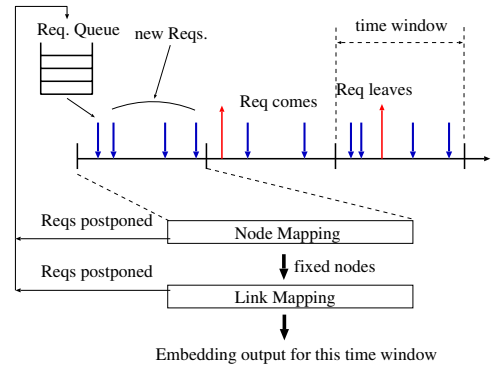 Req. Queue
new Reqs.
time window
Req comes
Req leaves
Reqs postponed
Node Mapping
fixed nodes
Reqs postponed
Link Mapping
Embedding output for this time window